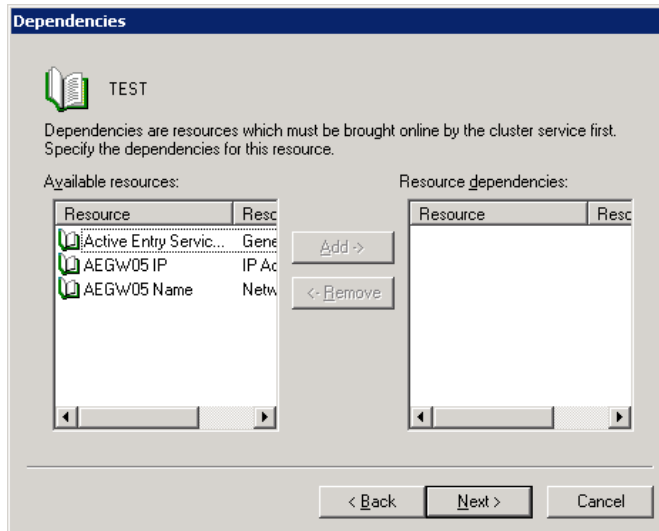 Dependencies
TEST
Dependencies are resources which must be brought online by the cluster service first.
Specify the dependencies for this resource.
Available resources:
Resource dependencies:
Resource Resc
Resource Resc
Active Entry Servic... Gene
AEGW05 IP IP Ad
AEGW05 Name Netw
Add ->
<- Remove
< Back
Next >
Cancel